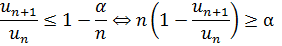 u_{n+1}/u_n ≤ 1 − α/n ⇔ n(1 − u_{n+1}/u_n) ≥ α